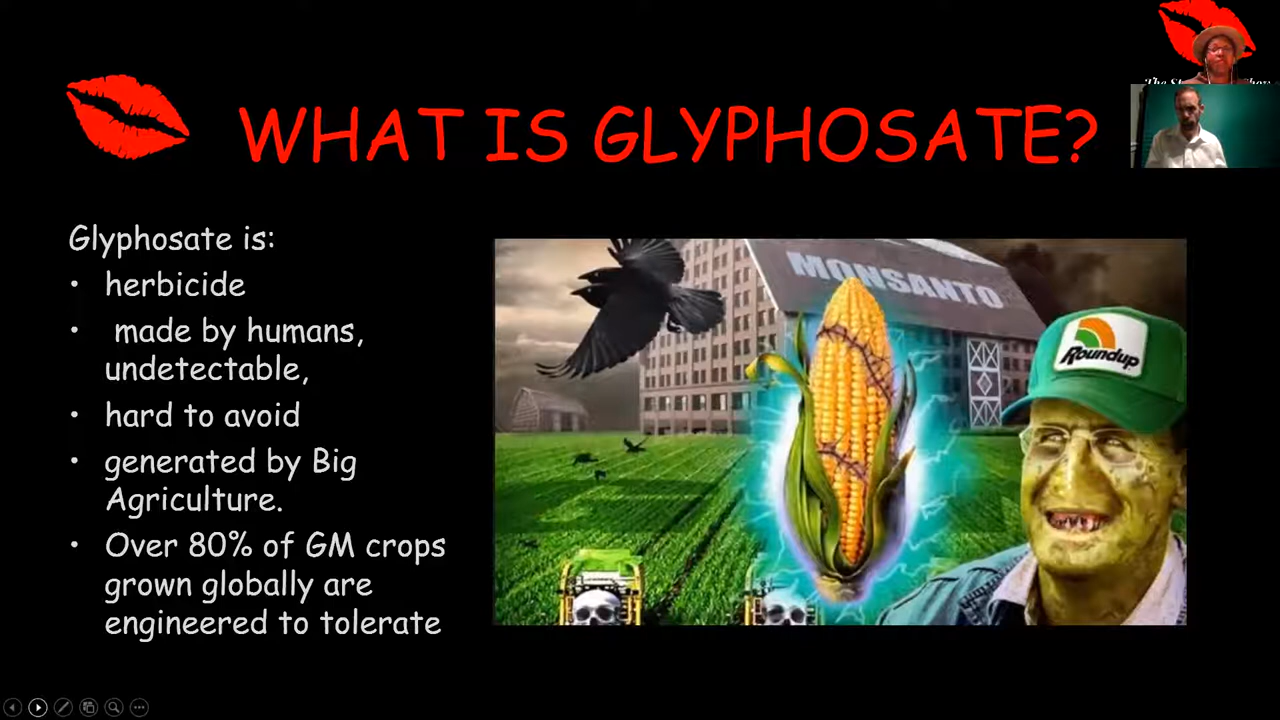 WHAT IS GLYPHOSATE?
Glyphosate is:
• herbicide
• made by humans,
undetectable,
• hard to avoid
• generated by Big
Agriculture.
• Over 80% of GM crops
grown globally are
engineered to tolerate
MONSANTO
Roundup